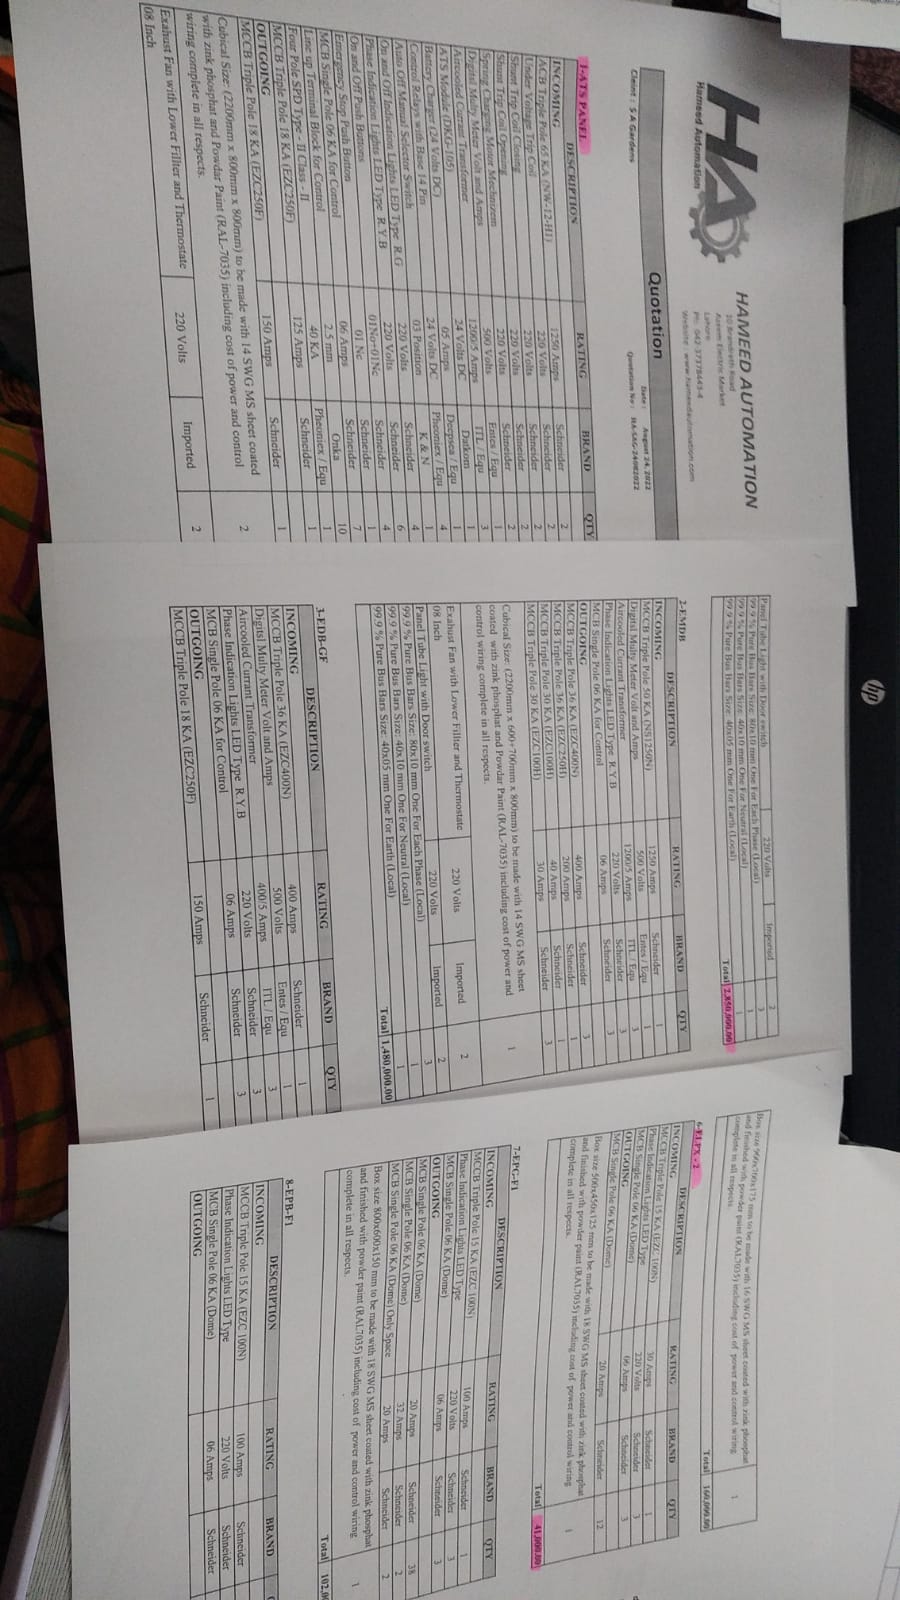 HA
Hameed Automation
HAMEED AUTOMATION
10 Brandreth Road
Azeem Electric Market
Lahore
Ph: 042-37378443-4
Website : www.hameedautomation.com
Quotation
Date : August 24, 2022
Client : S A Gardens
Quotation No : HA-SAG-24082022
DESCRIPTION RATING BRAND QTY
1-ATS PANEL
INCOMING
ACB Triple Pole 65 KA (NW-12-H1) 1250 Amps Schneider 2
Under Voltage Trip Coil 220 Volts Schneider 2
Shunt Trip Coil Closing 220 Volts Schneider 2
Shunt Trip Coil Opening 220 Volts Schneider 2
Spring Charge Motor Mechanizem 220 Volts Schneider 2
Digital Multy Meter Volt and Amps 500 Volts Entes / Equ 1
Aircooled Currant Transformer 1200/5 Amps ITL / Equ 3
ATS Meter (DKG-105) 24 Volts DC Datkom 1
Battery Charger (24 Volts DC) 05 Amps Deepsea / Equ 1
Control Relays with Base 14 Pin 24 Volts DC Pheoniex / Equ 4
Auto Off Manual Selector Switch 03 Position K & N 1
On and Off Indication Lights LED Type R.G 220 Volts Schneider 4
Phase Indication Lights LED Type R.Y.B 220 Volts Schneider 6
On and Off Push Buttons 01No+01Nc Schneider 4
Emergency Stop Push Button 01 Nc Schneider 1
MCB Single Pole 06 KA for Control 06 Amps Schneider 7
Line up Terminal Block for Control 2.5 mm Onka 10
Four Pole SPD Type - II Class - II 40 KA Pheoniex / Equ 1
MCCB Triple Pole 18 KA (EZC250F) 125 Amps Schneider 1
OUTGOING
MCCB Triple Pole 18 KA (EZC250F) 150 Amps Schneider 1
Cubical Size: (2200mm x 800mm x 800mm) to be made with 14 SWG MS sheet coated
with zink phosphat and Powdar Paint (RAL-7035) including cost of power and control 2
wiring complete in all respects.
Exahust Fan with Lower Fillter and Thermostate 220 Volts Imported 2
08 Inch
Panel Tube Light with Door switch 220 Volts Imported 2
99.9 % Pure Bus Bars Size: 80x10 mm One For Each Phase (Local) 3
99.9 % Pure Bus Bars Size: 40x10 mm One For Neutral (Local) 1
99.9 % Pure Bus Bars Size: 40x05 mm One For Earth (Local) 1
Total 2,850,000.00
2-EMDB
DESCRIPTION RATING BRAND QTY
INCOMING
MCCB Triple Pole 50 KA (NS1250N) 1250 Amps Schneider 1
Digital Multy Meter Volt and Amps 500 Volts Entes / Equ 1
Aircooled Currant Transformer 1200/5 Amps ITL / Equ 3
Phase Indication Lights LED Type R.Y.B 220 Volts Schneider 3
MCB Single Pole 06 KA for Control 06 Amps Schneider 3
OUTGOING
MCCB Triple Pole 36 KA (EZC400N) 400 Amps Schneider 3
MCCB Triple Pole 36 KA (EZC250H) 200 Amps Schneider 1
MCCB Triple Pole 30 KA (EZC100H) 40 Amps Schneider 1
MCCB Triple Pole 30 KA (EZC100H) 30 Amps Schneider 3
Cubical Size: (2200mm x 600+700mm x 800mm) to be made with 14 SWG MS sheet
coated with zink phosphat and Powdar Paint (RAL-7035) including cost of power and 1
control wiring complete in all respects.
Exahust Fan with Lower Fillter and Thermostate 220 Volts Imported 2
08 Inch
Panel Tube Light with Door switch 220 Volts Imported 2
99.9 % Pure Bus Bars Size: 80x10 mm One For Each Phase (Local) 3
99.9 % Pure Bus Bars Size: 40x10 mm One For Neutral (Local) 1
99.9 % Pure Bus Bars Size: 40x05 mm One For Earth (Local) 1
Total 1,480,000.00
3-EDB-GF
DESCRIPTION RATING BRAND QTY
INCOMING
MCCB Triple Pole 36 KA (EZC400N) 400 Amps Schneider 1
Digitsl Multy Meter Volt and Amps 500 Volts Entes / Equ 1
Aircooled Currant Transformer 400/5 Amps ITL / Equ 3
Phase Indication Lights LED Type R.Y.B 220 Volts Schneider 3
MCB Single Pole 06 KA for Control 06 Amps Schneider 3
OUTGOING
MCCB Triple Pole 18 KA (EZC250F) 150 Amps Schneider 1
Box size 900x700x175 mm to be made with 16 SWG MS sheet coated with zink phosphat
and finished with powder paint (RAL7035) including cost of power and control wiring 1
complete in all respects.
Total 160,000.00
6-ELPX - 2
DESCRIPTION RATING BRAND QTY
INCOMING
MCCB Triple Pole 15 KA (EZC 100N) 30 Amps Schneider 1
Phase Indication Lights LED Type 220 Volts Schneider 3
MCB Single Pole 06 KA (Dome) 06 Amps Schneider 3
OUTGOING
MCB Single Pole 06 KA (Dome) 20 Amps Schneider 12
Box size 500x450x125 mm to be made with 18 SWG MS sheet coated with zink phosphat
and finished with powder paint (RAL7035) including cost of power and control wiring 1
complete in all respects.
Total 41,000.00
7-EPG-F1
DESCRIPTION RATING BRAND QTY
INCOMING
MCCB Triple Pole 15 KA (EZC 100N) 100 Amps Schneider 1
Phase Indication Lights LED Type 220 Volts Schneider 3
MCB Single Pole 06 KA (Dome) 06 Amps Schneider 3
OUTGOING
MCB Single Pole 06 KA (Dome) 20 Amps Schneider 38
MCB Single Pole 06 KA (Dome) 32 Amps Schneider 2
MCB Single Pole 06 KA (Dome) Only Space 20 Amps Schneider 2
Box size 800x600x150 mm to be made with 18 SWG MS sheet coated with zink phosphat
and finished with powder paint (RAL7035) including cost of power and control wiring 1
complete in all respects.
Total 102,0
8-EPB-F1
DESCRIPTION RATING BRAND
INCOMING
MCCB Triple Pole 15 KA (EZC 100N) 100 Amps Schneider
Phase Indication Lights LED Type 220 Volts Schneider
MCB Single Pole 06 KA (Dome) 06 Amps Schneider
OUTGOING
hp